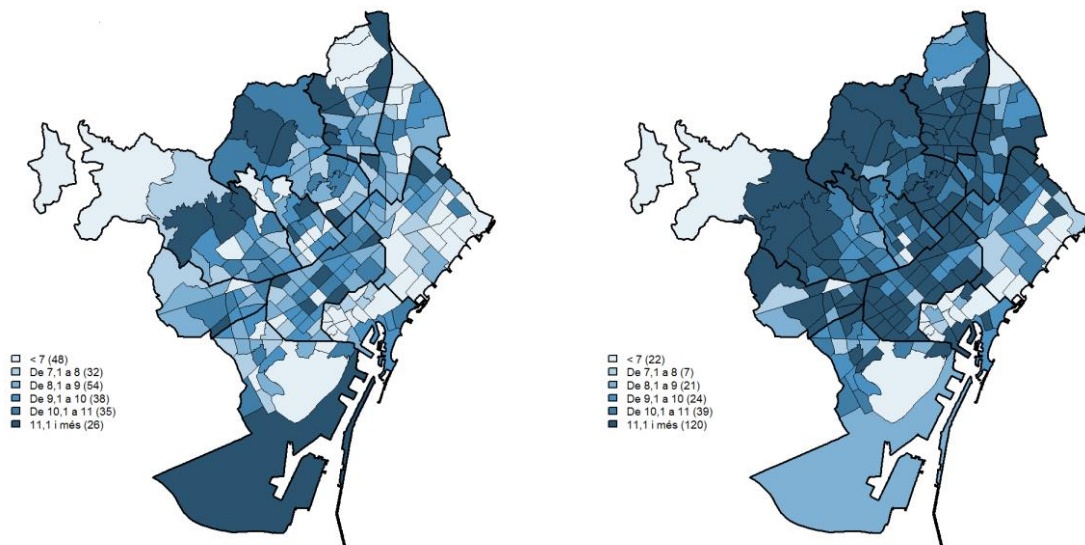 < 7 (48)
De 7,1 a 8 (32)
De 8,1 a 9 (54)
De 9,1 a 10 (38)
De 10,1 a 11 (35)
11,1 i més (26)
< 7 (22)
De 7,1 a 8 (7)
De 8,1 a 9 (21)
De 9,1 a 10 (24)
De 10,1 a 11 (39)
11,1 i més (120)